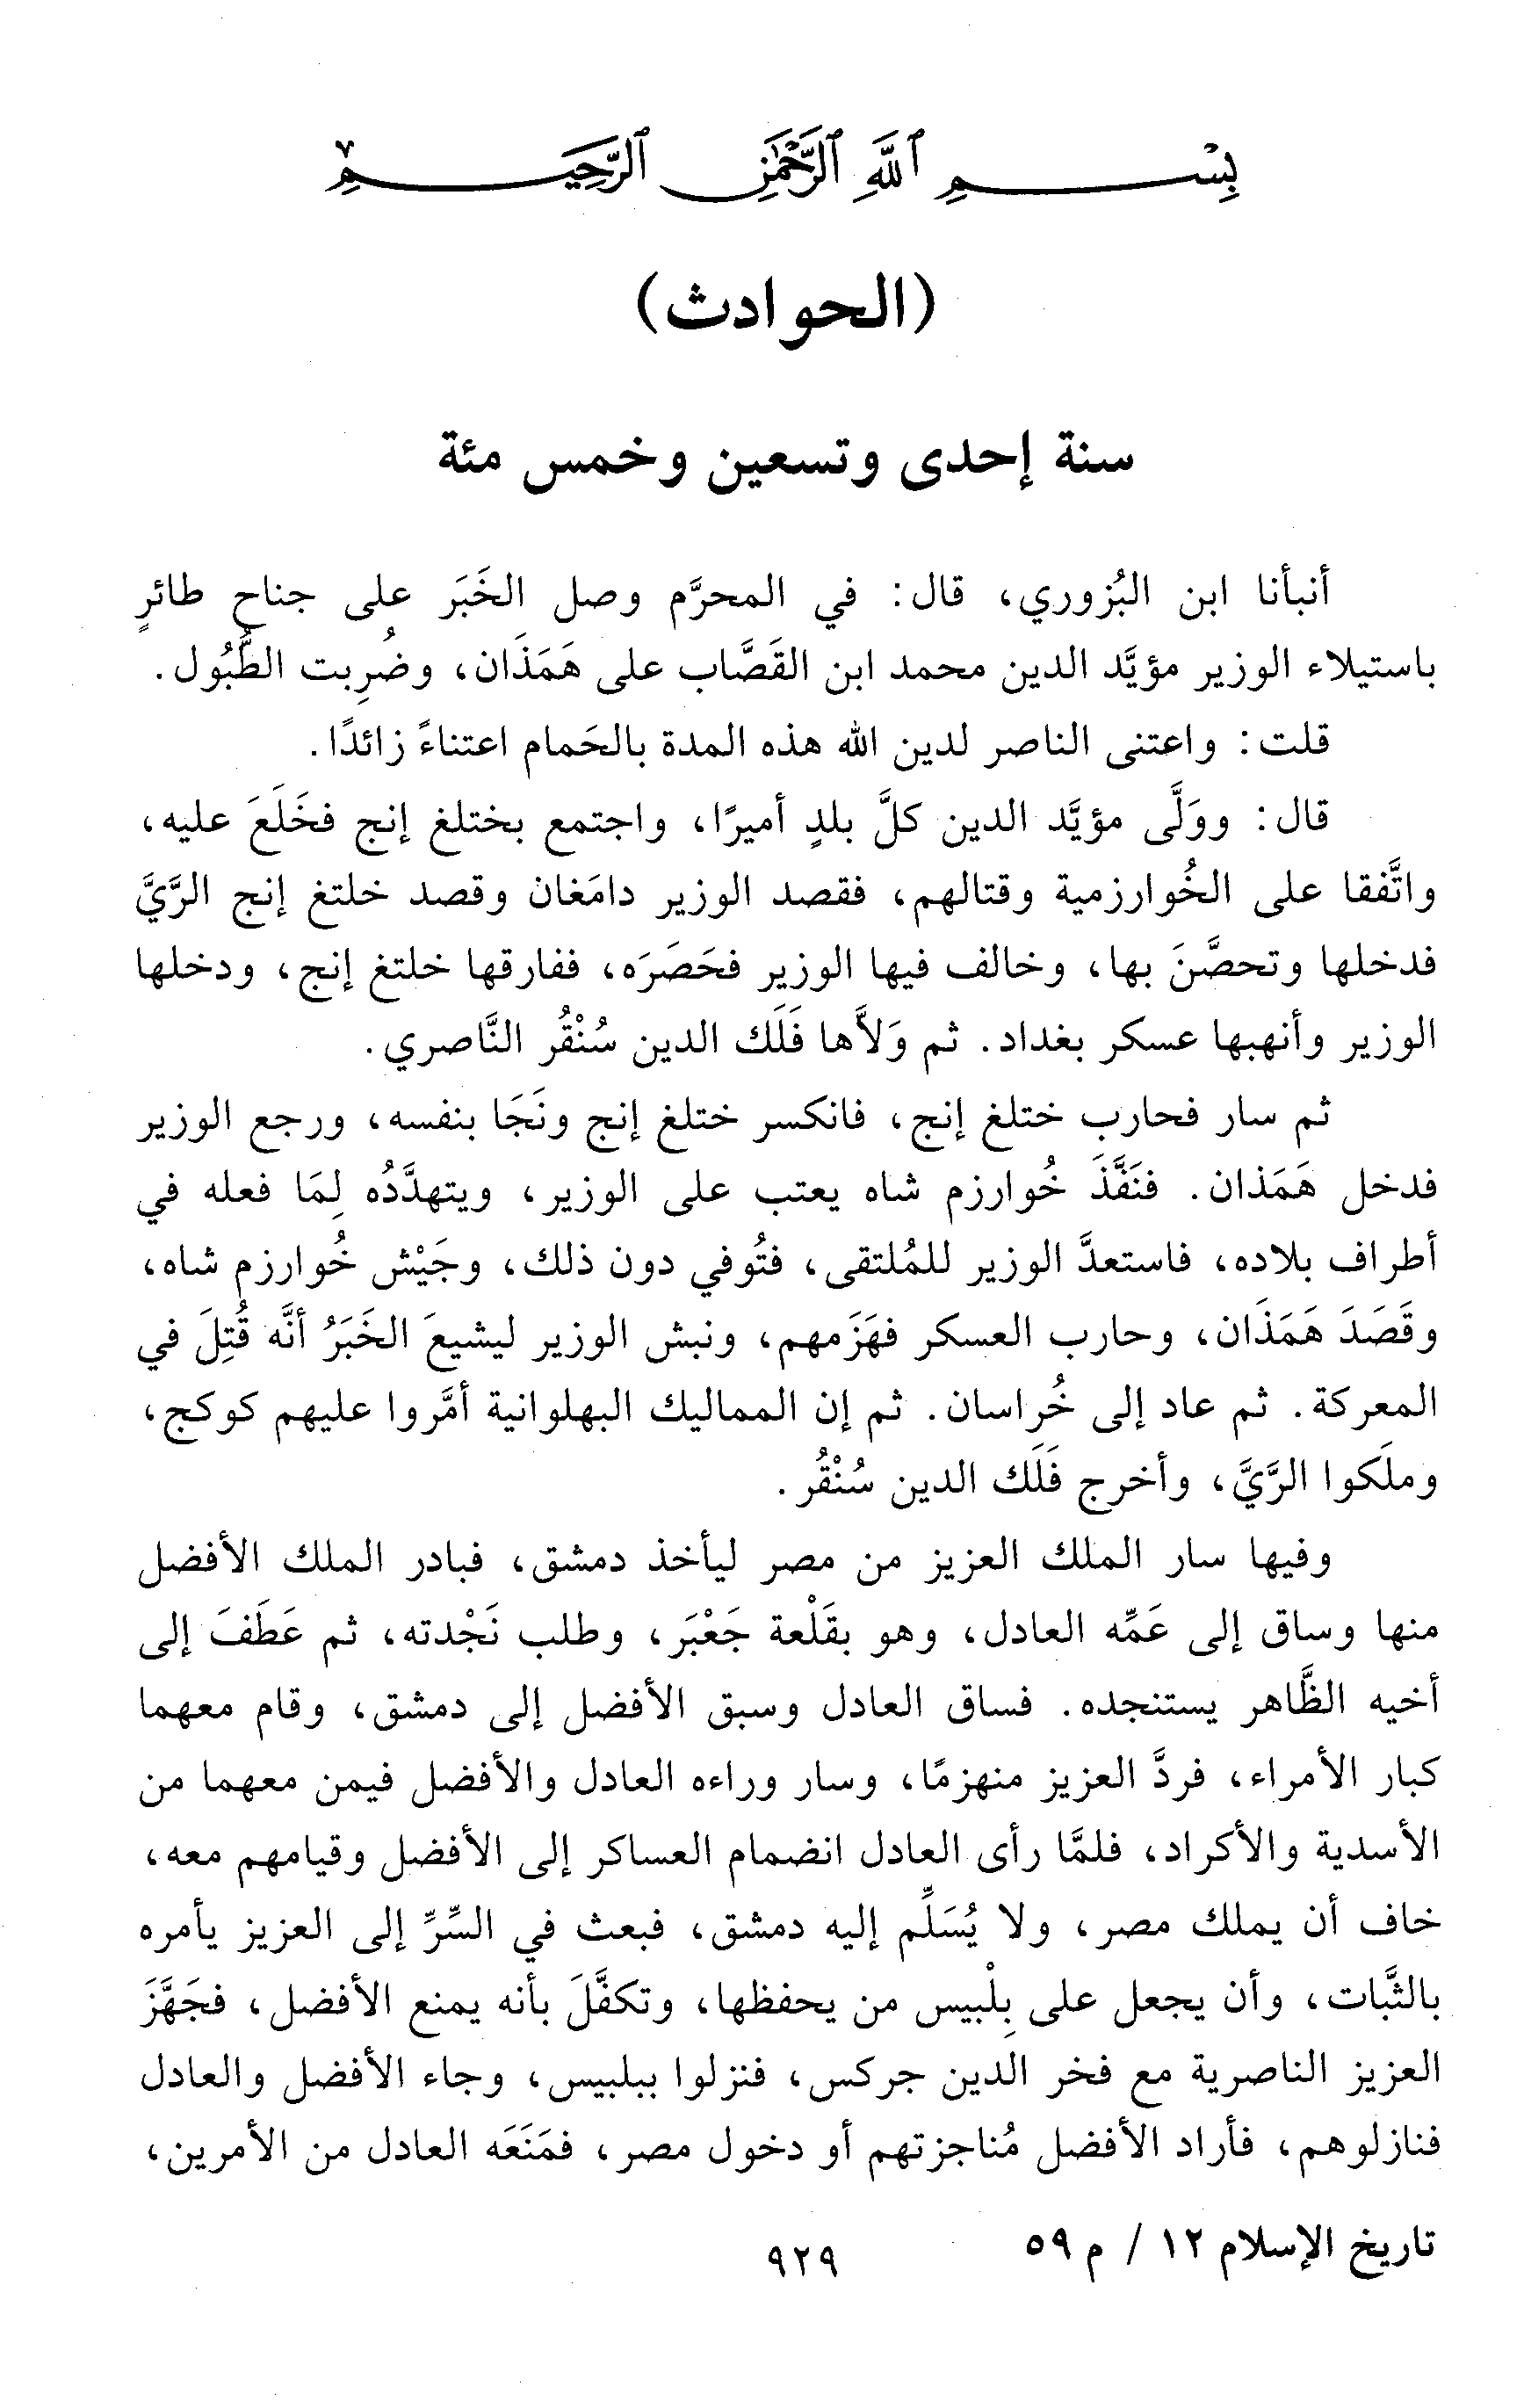 بِسْمِ ٱللَّهِ ٱلرَّحْمَٰنِ ٱلرَّحِيمِ
(الحوادث)
سنة إحدى وتسعين وخمس مئة
أنبأنا ابن البُزوري، قال: في المحرَّم وصل الخَبَر على جناح طائرٍ
باستيلاء الوزير مؤيَّد الدين محمد ابن القَصَّاب على هَمَذَان، وضُرِبت الطُّبُول.
قلت: واعتنى الناصر لدين الله هذه المدة بالحَمام اعتناءً زائدًا.
قال: ووَلَّى مؤيَّد الدين كلَّ بلدٍ أميرًا، واجتمع بختلغ إنج فخَلَعَ عليه،
واتَّفقا على الخُوارزمية وقتالهم، فقصد الوزير دامَغان وقصد خلتغ إنج الرَّيَّ
فدخلها وتحصَّنَ بها، وخالف فيها الوزير فحَصَرَه، ففارقها خلتغ إنج، ودخلها
الوزير وأنهبها عسكر بغداد. ثم وَلاَّها فَلَك الدين سُنْقُر النَّاصري.
ثم سار فحارب ختلغ إنج، فانكسر ختلغ إنج ونَجَا بنفسه، ورجع الوزير
فدخل هَمَذان. فنَفَّذَ خُوارزم شاه يعتب على الوزير، ويتهدَّدُه لِمَا فعله في
أطراف بلاده، فاستعدَّ الوزير للمُلتقى، فتُوفي دون ذلك، وجَيْش خُوارزم شاه،
وقَصَدَ هَمَذَان، وحارب العسكر فهَزَمهم، ونبش الوزير ليشيعَ الخَبَرُ أنَّه قُتِلَ في
المعركة. ثم عاد إلى خُراسان. ثم إن المماليك البهلوانية أمَّروا عليهم كوكج،
وملَكوا الرَّيَّ، وأخرج فَلَك الدين سُنْقُر.
وفيها سار الملك العزيز من مصر ليأخذ دمشق، فبادر الملك الأفضل
منها وساق إلى عَمِّه العادل، وهو بقَلْعة جَعْبَر، وطلب نَجْدته، ثم عَطَفَ إلى
أخيه الظَّاهر يستنجده. فساق العادل وسبق الأفضل إلى دمشق، وقام معهما
كبار الأمراء، فردَّ العزيز منهزمًا، وسار وراءه العادل والأفضل فيمن معهما من
الأسدية والأكراد، فلمَّا رأى العادل انضمام العساكر إلى الأفضل وقيامهم معه،
خاف أن يملك مصر، ولا يُسَلِّم إليه دمشق، فبعث في السِّرِّ إلى العزيز يأمره
بالثَّبات، وأن يجعل على بِلْبيس من يحفظها، وتكفَّلَ بأنه يمنع الأفضل، فجَهَّزَ
العزيز الناصرية مع فخر الدين جركس، فنزلوا ببلبيس، وجاء الأفضل والعادل
فنازلوهم، فأراد الأفضل مُناجزتهم أو دخول مصر، فمَنَعَه العادل من الأمرين،
تاريخ الإسلام ١٢ / م ٥٩
٩٢٩